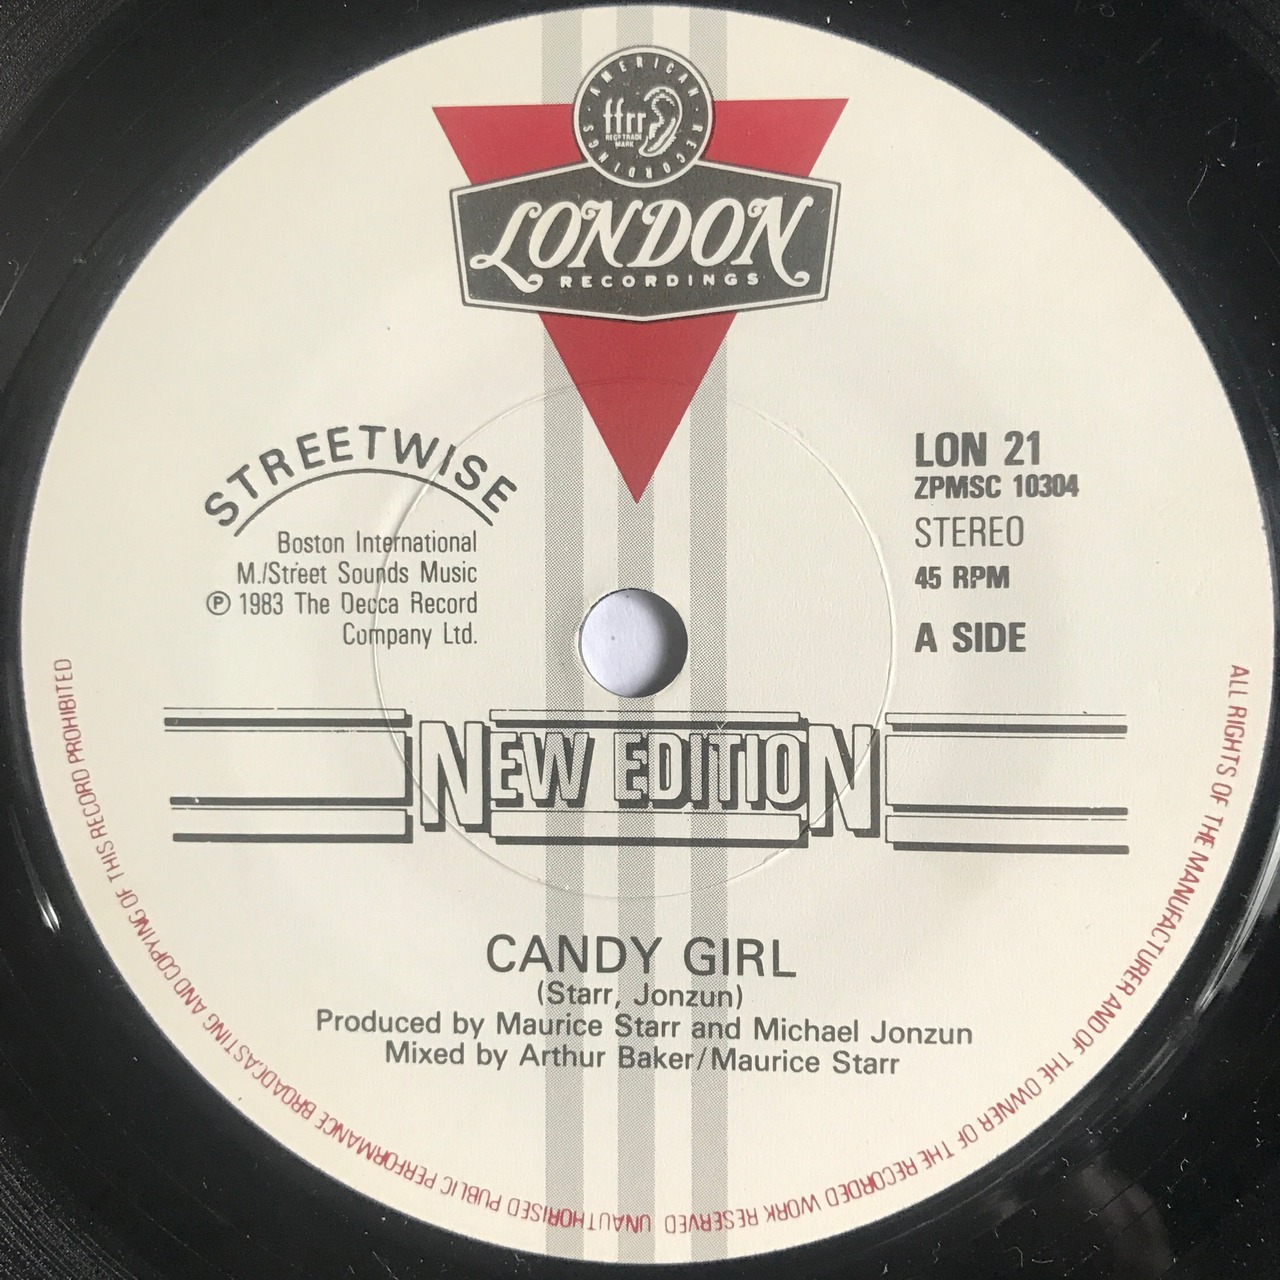 AMERICAN RECORDINGS
ffrr
REGD TRADE
MARK
LONDON
RECORDINGS
STREETWISE
Boston International
M./Street Sounds Music
Ⓟ 1983 The Decca Record
Company Ltd.
LON 21
ZPMSC 10304
STEREO
45 RPM
A SIDE
NEW EDITION
CANDY GIRL
(Starr, Jonzun)
Produced by Maurice Starr and Michael Jonzun
Mixed by Arthur Baker/Maurice Starr
ALL RIGHTS OF THE MANUFACTURER AND OF THE OWNER OF THE RECORDED WORK RESERVED UNAUTHORISED PUBLIC PERFORMANCE BROADCASTING AND COPYING OF THIS RECORD PROHIBITED